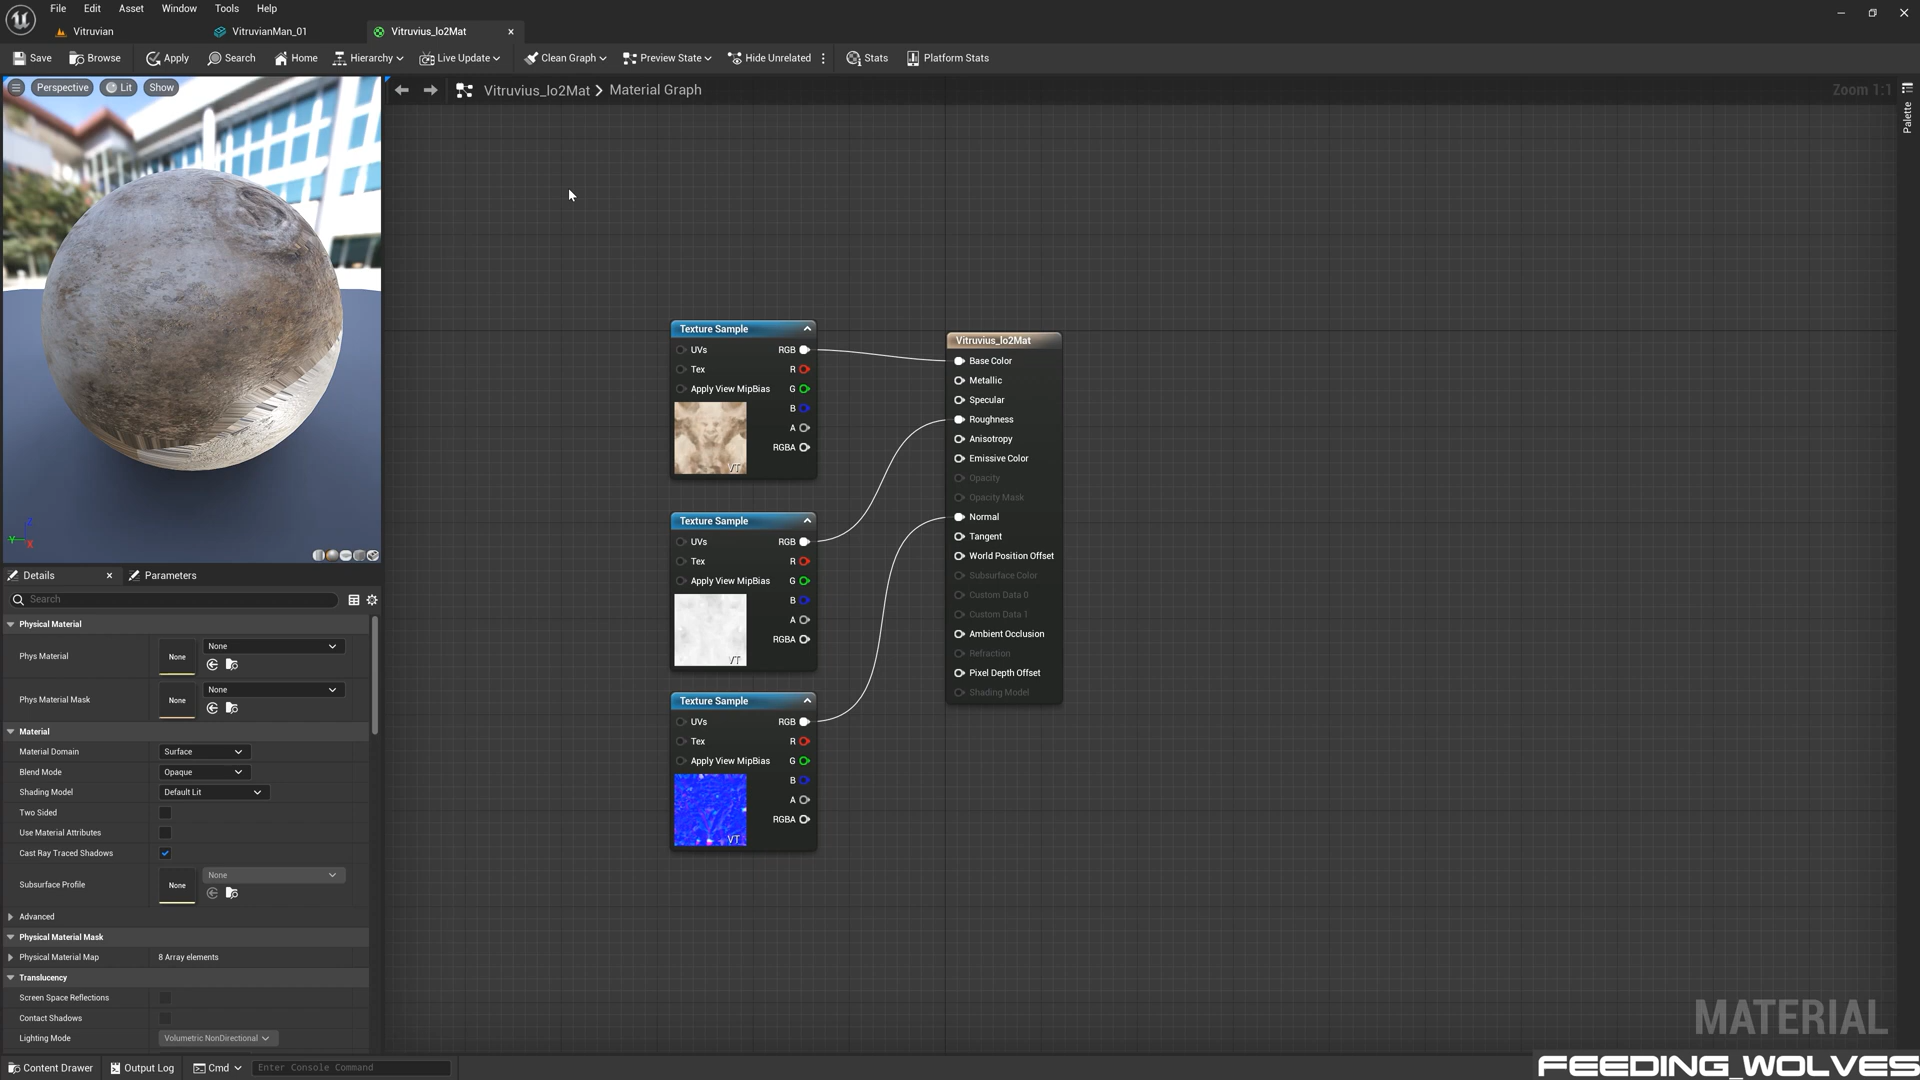 File Edit Asset Window Tools Help
Vitruvian VitruvianMan_01 Vitruvius_lo2Mat
Save Browse Apply Search Home Hierarchy Live Update Clean Graph Preview State Hide Unrelated Stats Platform Stats
Perspective Lit Show
Vitruvius_lo2Mat > Material Graph
Zoom 1:1
Palette
Texture Sample
UVs RGB
Tex R
Apply View MipBias G
B
A
RGBA
VT
Texture Sample
UVs RGB
Tex R
Apply View MipBias G
B
A
RGBA
VT
Texture Sample
UVs RGB
Tex R
Apply View MipBias G
B
A
RGBA
VT
Vitruvius_lo2Mat
Base Color
Metallic
Specular
Roughness
Anisotropy
Emissive Color
Opacity
Opacity Mask
Normal
Tangent
World Position Offset
Subsurface Color
Custom Data 0
Custom Data 1
Ambient Occlusion
Refraction
Pixel Depth Offset
Shading Model
Z
Y
X
Details Parameters
Search
Physical Material
Phys Material None None
Phys Material Mask None None
Material
Material Domain Surface
Blend Mode Opaque
Shading Model Default Lit
Two Sided
Use Material Attributes
Cast Ray Traced Shadows
Subsurface Profile None None
Advanced
Physical Material Mask
Physical Material Map 8 Array elements
Translucency
Screen Space Reflections
Contact Shadows
Lighting Mode Volumetric NonDirectional
MATERIAL
Content Drawer Output Log Cmd Enter Console Command
FEEDING_WOLVES